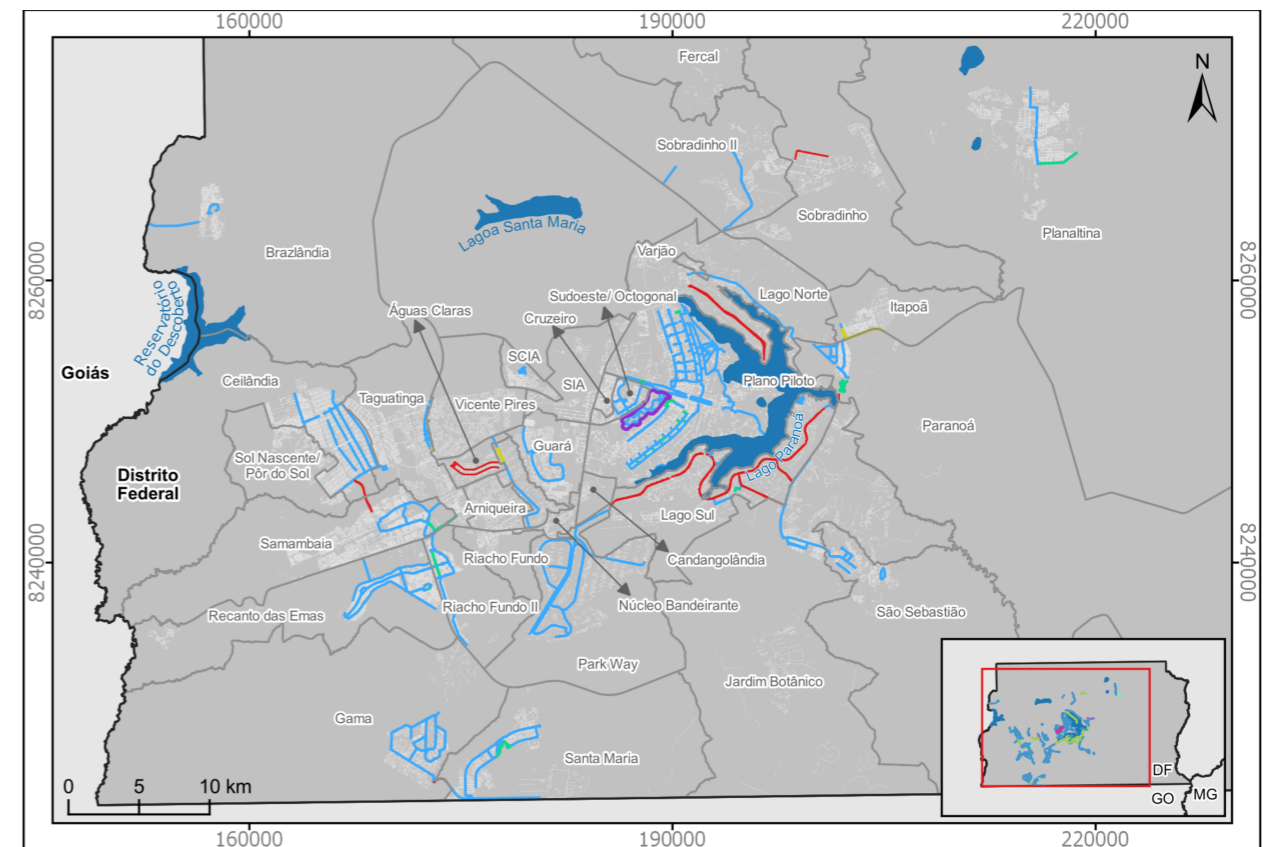 160000
190000
220000
Fercal
N
Sobradinho II
Sobradinho
Planaltina
Lagoa Santa Maria
Brazlândia
Varjão
8260000
8260000
Reservatório
do Descoberto
Sudoeste/ Octogonal
Lago Norte
Itapoã
Águas Claras
Cruzeiro
SCIA
SIA
Goiás
Ceilândia
Taguatinga
Vicente Pires
Plano Piloto
Paranoá
Guará
Lago Paranoá
Sol Nascente/
Pôr do Sol
Distrito
Federal
Arniqueira
Lago Sul
Samambaia
Riacho Fundo
Candangolândia
8240000
8240000
Recanto das Emas
Riacho Fundo II
Núcleo Bandeirante
São Sebastião
Park Way
Jardim Botânico
Gama
Santa Maria
0 5 10 km
DF
GO
MG
160000
190000
220000